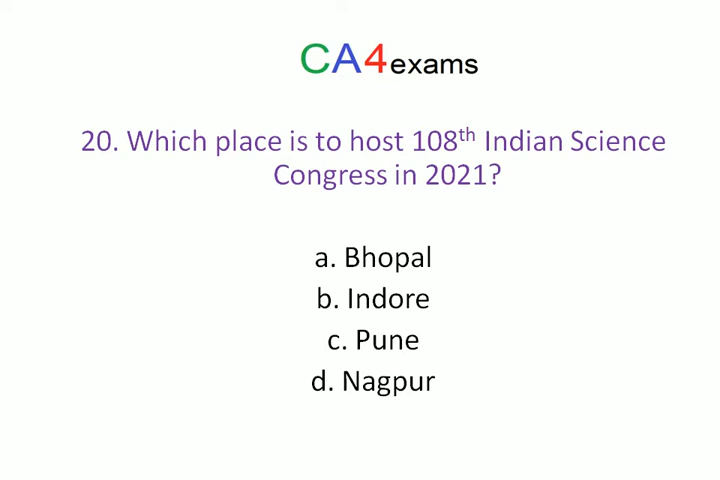 CA4exams
20. Which place is to host 108th Indian Science
Congress in 2021?
a. Bhopal
b. Indore
c. Pune
d. Nagpur